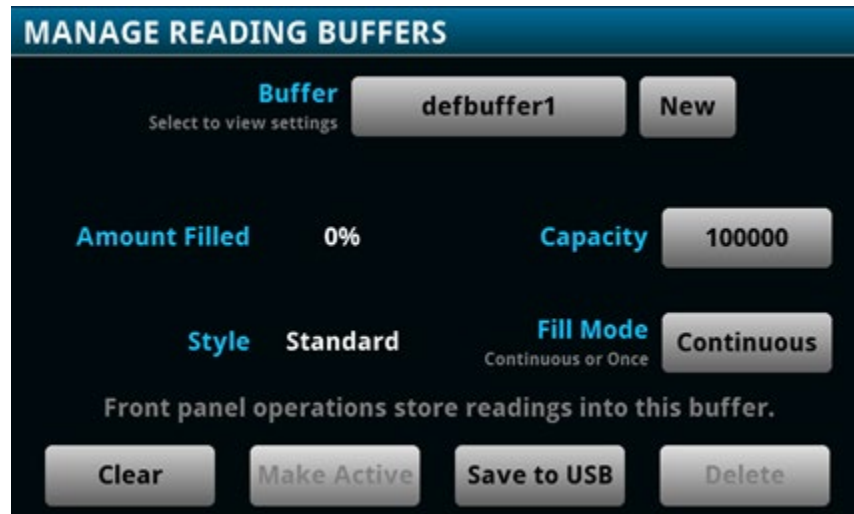 MANAGE READING BUFFERS
Buffer
Select to view settings
defbuffer1
New
Amount Filled
0%
Capacity
100000
Style
Standard
Fill Mode
Continuous or Once
Continuous
Front panel operations store readings into this buffer.
Clear
Make Active
Save to USB
Delete